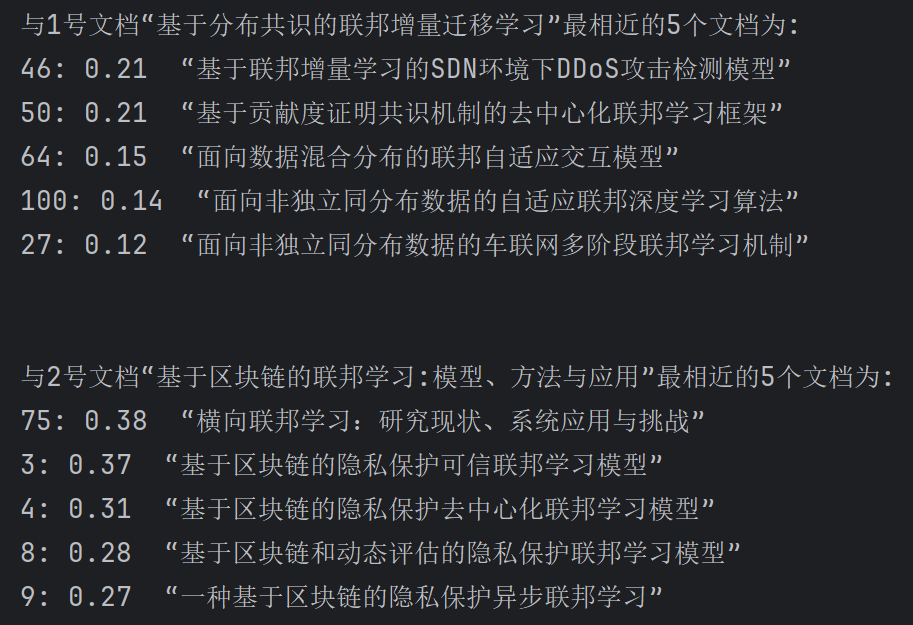 与1号文档“基于分布共识的联邦增量迁移学习”最相近的5个文档为:
46: 0.21  “基于联邦增量学习的SDN环境下DDoS攻击检测模型”
50: 0.21  “基于贡献度证明共识机制的去中心化联邦学习框架”
64: 0.15  “面向数据混合分布的联邦自适应交互模型”
100: 0.14  “面向非独立同分布数据的自适应联邦深度学习算法”
27: 0.12  “面向非独立同分布数据的车联网多阶段联邦学习机制”
与2号文档“基于区块链的联邦学习:模型、方法与应用”最相近的5个文档为:
75: 0.38  “横向联邦学习：研究现状、系统应用与挑战”
3: 0.37  “基于区块链的隐私保护可信联邦学习模型”
4: 0.31  “基于区块链的隐私保护去中心化联邦学习模型”
8: 0.28  “基于区块链和动态评估的隐私保护联邦学习模型”
9: 0.27  “一种基于区块链的隐私保护异步联邦学习”